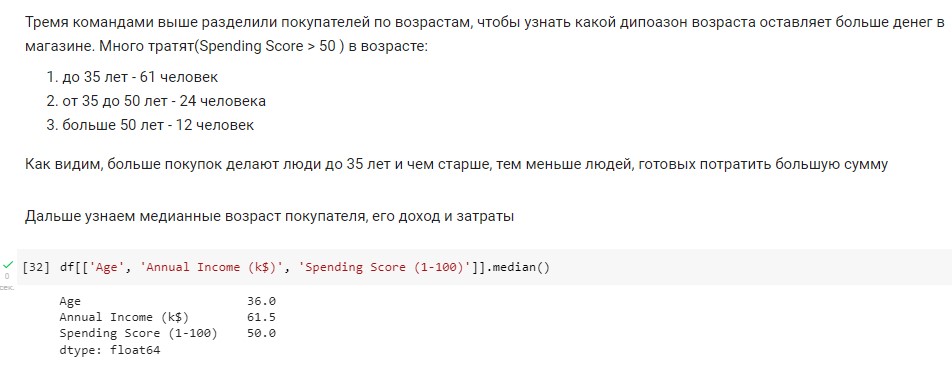 Тремя командами выше разделили покупателей по возрастам, чтобы узнать какой дипоазон возраста оставляет больше денег в
магазине. Много тратят(Spending Score > 50 ) в возрасте:
1. до 35 лет - 61 человек
2. от 35 до 50 лет - 24 человека
3. больше 50 лет - 12 человек
Как видим, больше покупок делают люди до 35 лет и чем старше, тем меньше людей, готовых потратить большую сумму
Дальше узнаем медианные возраст покупателя, его доход и затраты
[32] df[['Age', 'Annual Income (k$)', 'Spending Score (1-100)']].median()
0
сек.
Age 36.0
Annual Income (k$) 61.5
Spending Score (1-100) 50.0
dtype: float64